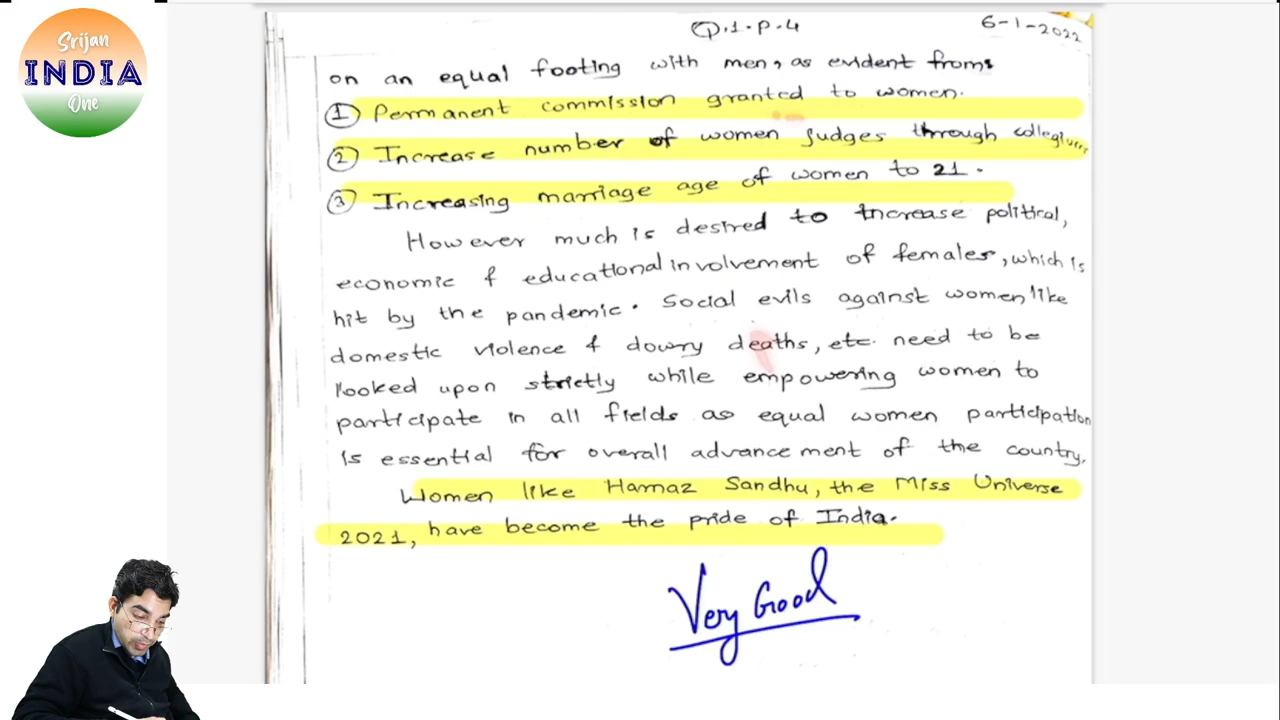 Srijan
INDIA
One
Q.1.P.4
6-1-2022
on an equal footing with men, as evident from:
① Permanent commission granted to women.
② Increase number of women judges through collegium
③ Increasing marriage age of women to 21.
However much is desired to increase political,
economic & educational involvement of females, which is
hit by the pandemic. Social evils against women like
domestic violence & dowry deaths, etc. need to be
looked upon strictly while empowering women to
participate in all fields as equal women participation
is essential for overall advancement of the country.
Women like Harnaz Sandhu, the Miss Universe
2021, have become the pride of India.
Very Good